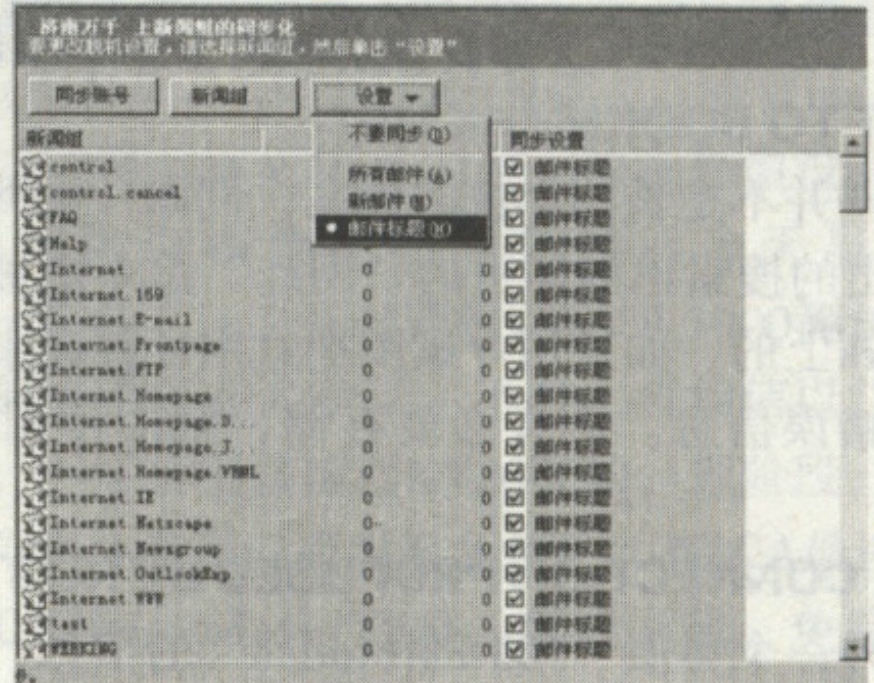 济南万千 上新闻组的同步化
要更改脱机设置，请选择新闻组，然后单击“设置”
同步账号 新闻组 设置
新闻组 同步设置
不要同步(D)
所有邮件(A)
新邮件(N)
邮件标题(H)
control 邮件标题
control.cancel 邮件标题
FAQ 邮件标题
Help 邮件标题
Internet 0 0 邮件标题
Internet.169 0 0 邮件标题
Internet.E-mail 0 0 邮件标题
Internet.Frontpage 0 0 邮件标题
Internet.FTP 0 0 邮件标题
Internet.Homepage 0 0 邮件标题
Internet.Homepage.D... 0 0 邮件标题
Internet.Homepage.J... 0 0 邮件标题
Internet.Homepage.VRML 0 0 邮件标题
Internet.IE 0 0 邮件标题
Internet.Netscape 0 0 邮件标题
Internet.Newsgroup 0 0 邮件标题
Internet.OutlookExp... 0 0 邮件标题
Internet.WWW 0 0 邮件标题
test 0 0 邮件标题
0 0 邮件标题